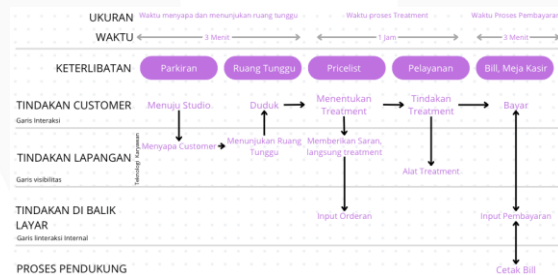 UKURAN
Waktu menyapa dan menunjukan ruang tunggu
Waktu proses Treatment
Waktu Proses Pembayaran
WAKTU
3 Menit
1 Jam
3 Menit
KETERLIBATAN
Parkiran
Ruang Tunggu
Pricelist
Pelayanan
Bill, Meja Kasir
TINDAKAN CUSTOMER
Menuju Studio
Duduk
Menentukan
Treatment
Tindakan
Treatment
Bayar
Garis Interaksi
TINDAKAN LAPANGAN
Teknologi Karyawan
Menyapa Customer
Menunjukan Ruang
Tunggu
Memberikan Saran,
langsung treatment
Alat Treatment
Garis visibilitas
TINDAKAN DI BALIK
LAYAR
Input Orderan
Input Pembayaran
Garis Iinteraksi Internal
PROSES PENDUKUNG
Cetak Bill